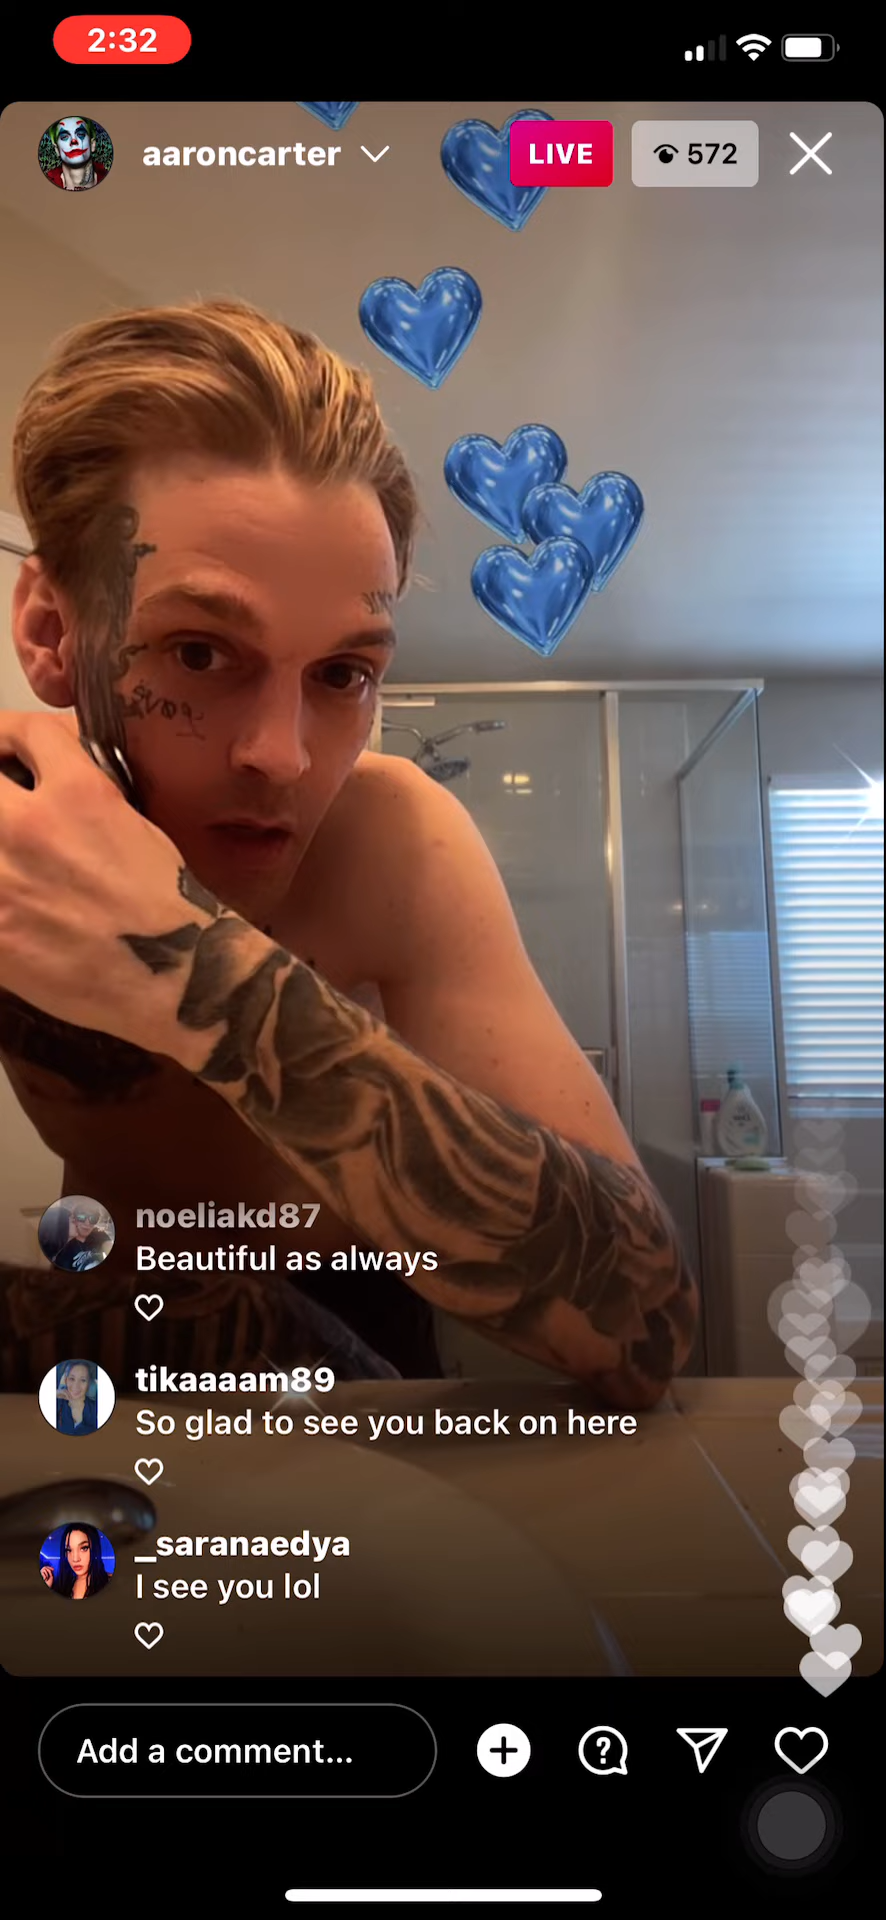 2:32
aaroncarter
LIVE
572
noeliakd87
Beautiful as always
tikaaaam89
So glad to see you back on here
_saranaedya
I see you lol
Add a comment...